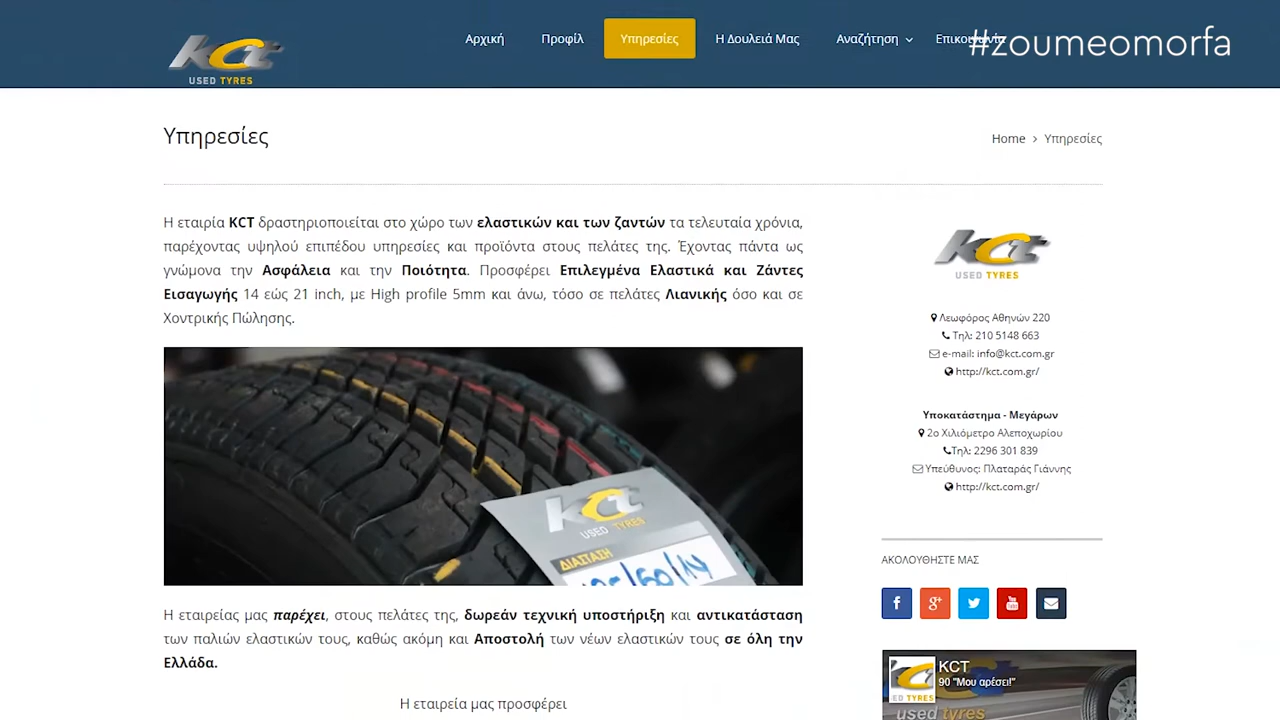 kct
USED TYRES
Αρχική Προφίλ Υπηρεσίες Η Δουλειά Μας Αναζήτηση
#zoumeomorfa
Υπηρεσίες
Home > Υπηρεσίες
Η εταιρία KCT δραστηριοποιείται στο χώρο των ελαστικών και των ζαντών τα τελευταία χρόνια,
παρέχοντας υψηλού επιπέδου υπηρεσίες και προϊόντα στους πελάτες της. Έχοντας πάντα ως
γνώμονα την Ασφάλεια και την Ποιότητα. Προσφέρει Επιλεγμένα Ελαστικά και Ζάντες
Εισαγωγής 14 εώς 21 inch, με High profile 5mm και άνω, τόσο σε πελάτες Λιανικής όσο και σε
Χοντρικής Πώλησης.
kct
USED TYRES
ΔΙΑΣΤΑΣΗ
Η εταιρείας μας παρέχει, στους πελάτες της, δωρεάν τεχνική υποστήριξη και αντικατάσταση
των παλιών ελαστικών τους, καθώς ακόμη και Αποστολή των νέων ελαστικών τους σε όλη την
Ελλάδα.
Η εταιρεία μας προσφέρει
kct
USED TYRES
Λεωφόρος Αθηνών 220
Τηλ: 210 5148 663
e-mail: info@kct.com.gr
http://kct.com.gr/
Υποκατάστημα - Μεγάρων
2ο Χιλιόμετρο Αλεποχωρίου
Τηλ: 2296 301 839
Υπεύθυνος: Πλαταράς Γιάννης
http://kct.com.gr/
ΑΚΟΛΟΥΘΗΣΤΕ ΜΑΣ
KCT
90 "Μου αρέσει!"
used tyres